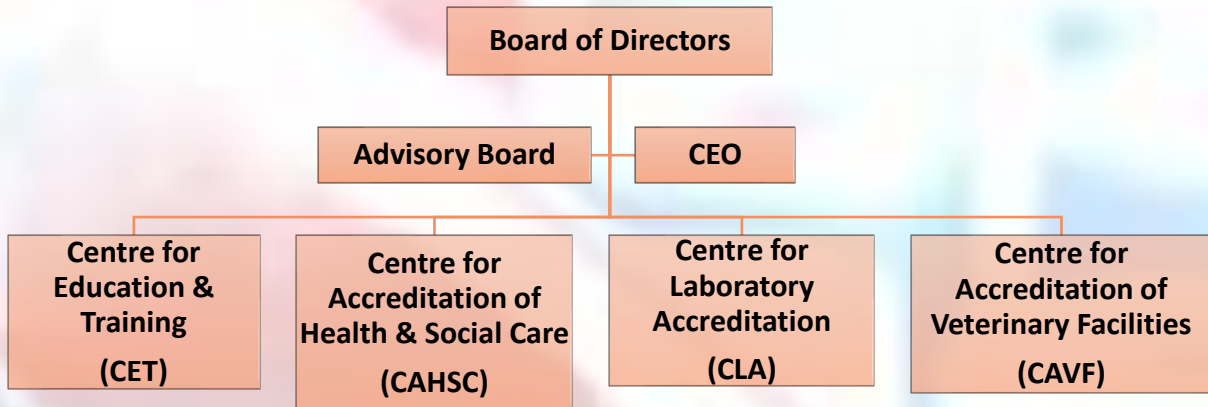 Board of Directors
Advisory Board
CEO
Centre for
Education &
Training
(CET)
Centre for
Accreditation of
Health & Social Care
(CAHSC)
Centre for
Laboratory
Accreditation
(CLA)
Centre for
Accreditation of
Veterinary Facilities
(CAVF)